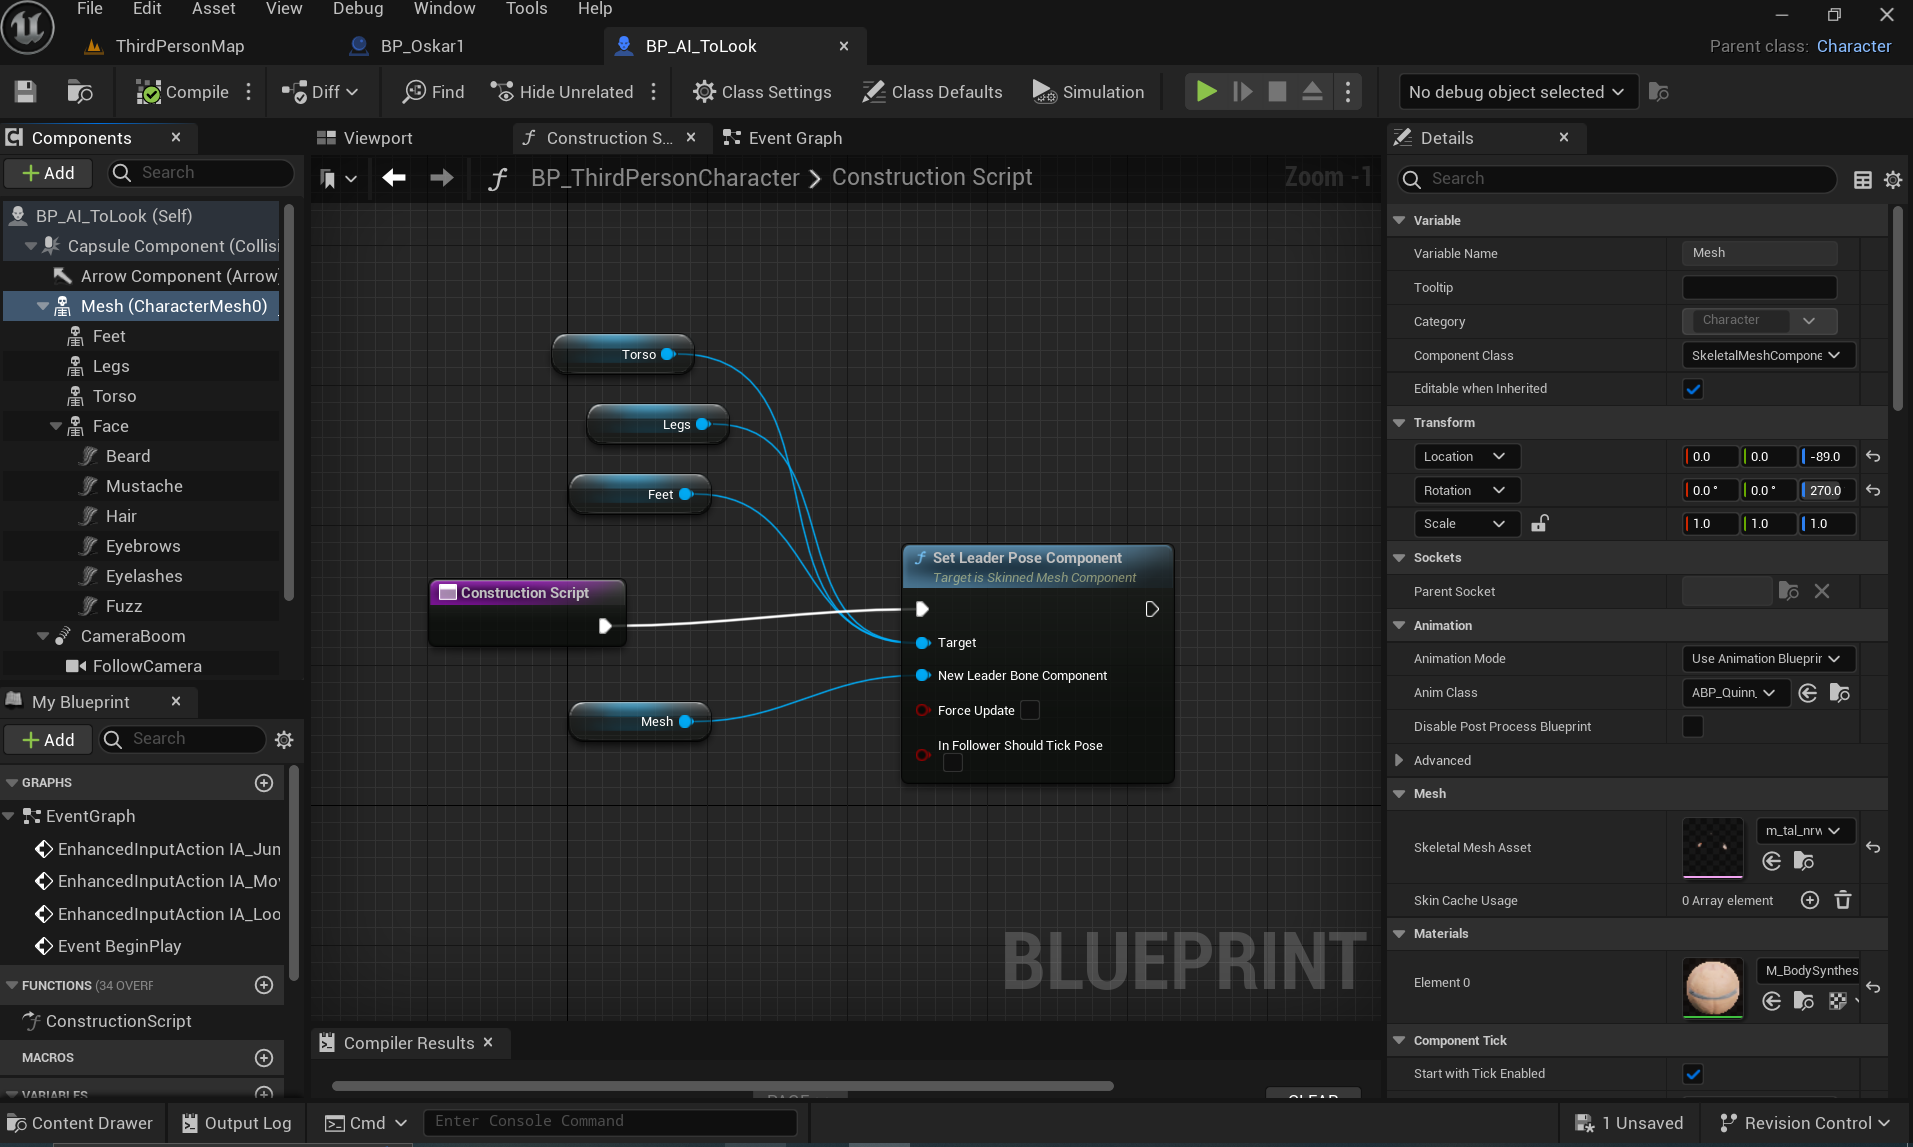 File Edit Asset View Debug Window Tools Help
ThirdPersonMap BP_Oskar1 BP_AI_ToLook
Parent class: Character
Compile Diff Find Hide Unrelated Class Settings Class Defaults Simulation No debug object selected
Components
Add Search
BP_AI_ToLook (Self)
Capsule Component (Collisi
Arrow Component (Arrow)
Mesh (CharacterMesh0)
Feet
Legs
Torso
Face
Beard
Mustache
Hair
Eyebrows
Eyelashes
Fuzz
CameraBoom
FollowCamera
My Blueprint
Add Search
GRAPHS
EventGraph
EnhancedInputAction IA_Jun
EnhancedInputAction IA_Mo
EnhancedInputAction IA_Loo
Event BeginPlay
FUNCTIONS (34 OVERF
ConstructionScript
MACROS
VARIABLES
Viewport Construction S... Event Graph
BP_ThirdPersonCharacter > Construction Script
Zoom -1
Torso
Legs
Feet
Construction Script
Mesh
Set Leader Pose Component
Target is Skinned Mesh Component
Target
New Leader Bone Component
Force Update
In Follower Should Tick Pose
BLUEPRINT
Compiler Results
CLEAR
Details
Search
Variable
Variable Name Mesh
Tooltip
Category Character
Component Class SkeletalMeshCompone
Editable when Inherited
Transform
Location 0.0 0.0 -89.0
Rotation 0.0 ° 0.0 ° 270.0
Scale 1.0 1.0 1.0
Sockets
Parent Socket
Animation
Animation Mode Use Animation Blueprir
Anim Class ABP_Quinn_
Disable Post Process Blueprint
Advanced
Mesh
Skeletal Mesh Asset m_tal_nrw
Skin Cache Usage 0 Array element
Materials
Element 0 M_BodySynthes
Component Tick
Start with Tick Enabled
Content Drawer Output Log Cmd Enter Console Command 1 Unsaved Revision Control